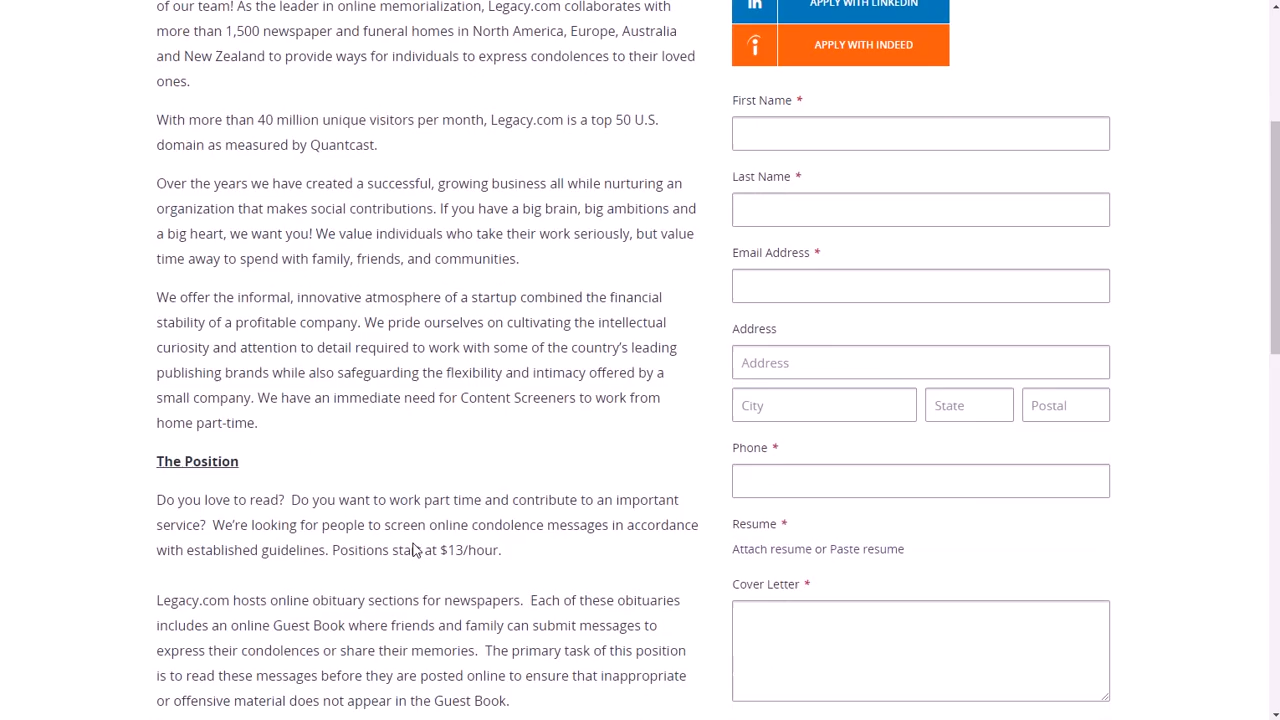 of our team! As the leader in online memorialization, Legacy.com collaborates with
more than 1,500 newspaper and funeral homes in North America, Europe, Australia
and New Zealand to provide ways for individuals to express condolences to their loved
ones.
With more than 40 million unique visitors per month, Legacy.com is a top 50 U.S.
domain as measured by Quantcast.
Over the years we have created a successful, growing business all while nurturing an
organization that makes social contributions. If you have a big brain, big ambitions and
a big heart, we want you! We value individuals who take their work seriously, but value
time away to spend with family, friends, and communities.
We offer the informal, innovative atmosphere of a startup combined the financial
stability of a profitable company. We pride ourselves on cultivating the intellectual
curiosity and attention to detail required to work with some of the country's leading
publishing brands while also safeguarding the flexibility and intimacy offered by a
small company. We have an immediate need for Content Screeners to work from
home part-time.
The Position
Do you love to read?  Do you want to work part time and contribute to an important
service?  We're looking for people to screen online condolence messages in accordance
with established guidelines. Positions start at $13/hour.
Legacy.com hosts online obituary sections for newspapers.  Each of these obituaries
includes an online Guest Book where friends and family can submit messages to
express their condolences or share their memories.  The primary task of this position
is to read these messages before they are posted online to ensure that inappropriate
or offensive material does not appear in the Guest Book.
in APPLY WITH LINKEDIN
i APPLY WITH INDEED
First Name *
Last Name *
Email Address *
Address
Address
City State Postal
Phone *
Resume *
Attach resume or Paste resume
Cover Letter *